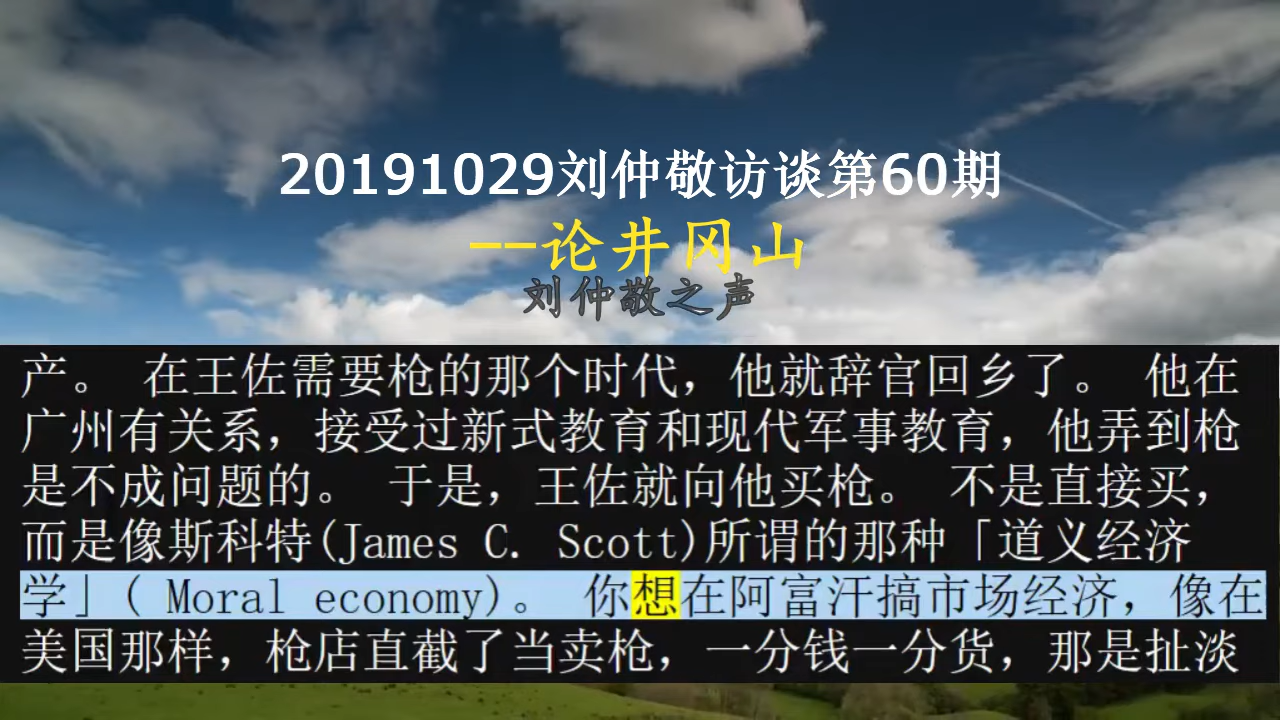 20191029刘仲敬访谈第60期
--论井冈山
刘仲敬之声
产。 在王佐需要枪的那个时代，他就辞官回乡了。 他在
广州有关系，接受过新式教育和现代军事教育，他弄到枪
是不成问题的。 于是，王佐就向他买枪。 不是直接买，
而是像斯科特(James C. Scott)所谓的那种「道义经济
学」( Moral economy)。 你想在阿富汗搞市场经济，像在
美国那样，枪店直截了当卖枪，一分钱一分货，那是扯淡